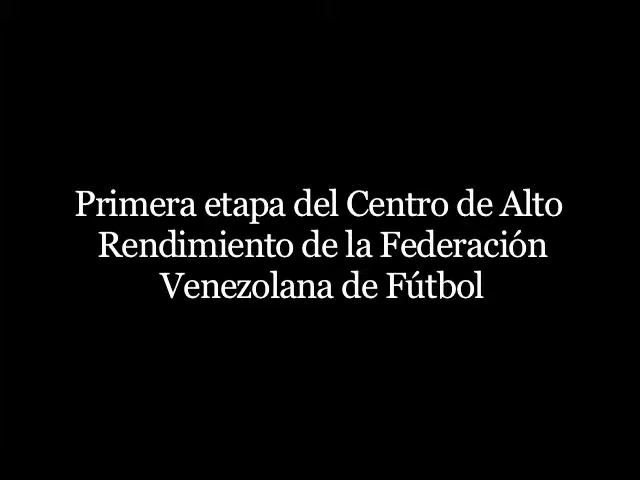 Primera etapa del Centro de Alto
Rendimiento de la Federación
Venezolana de Fútbol